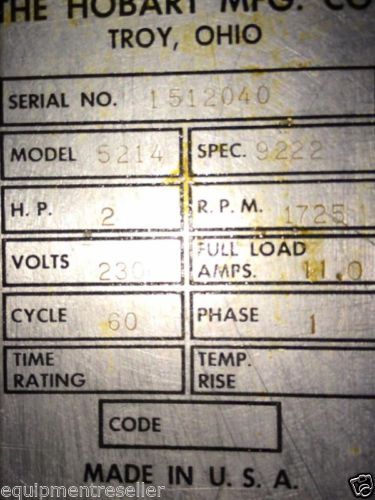 THE HOBART MFG. CO
TROY, OHIO
SERIAL NO. 1512040
MODEL 5214 SPEC. 9222
H. P. 2 R. P. M. 1725
VOLTS 230 FULL LOAD AMPS. 11.0
CYCLE 60 PHASE 1
TIME RATING TEMP. RISE
CODE
MADE IN U. S. A.
equipmentreseller